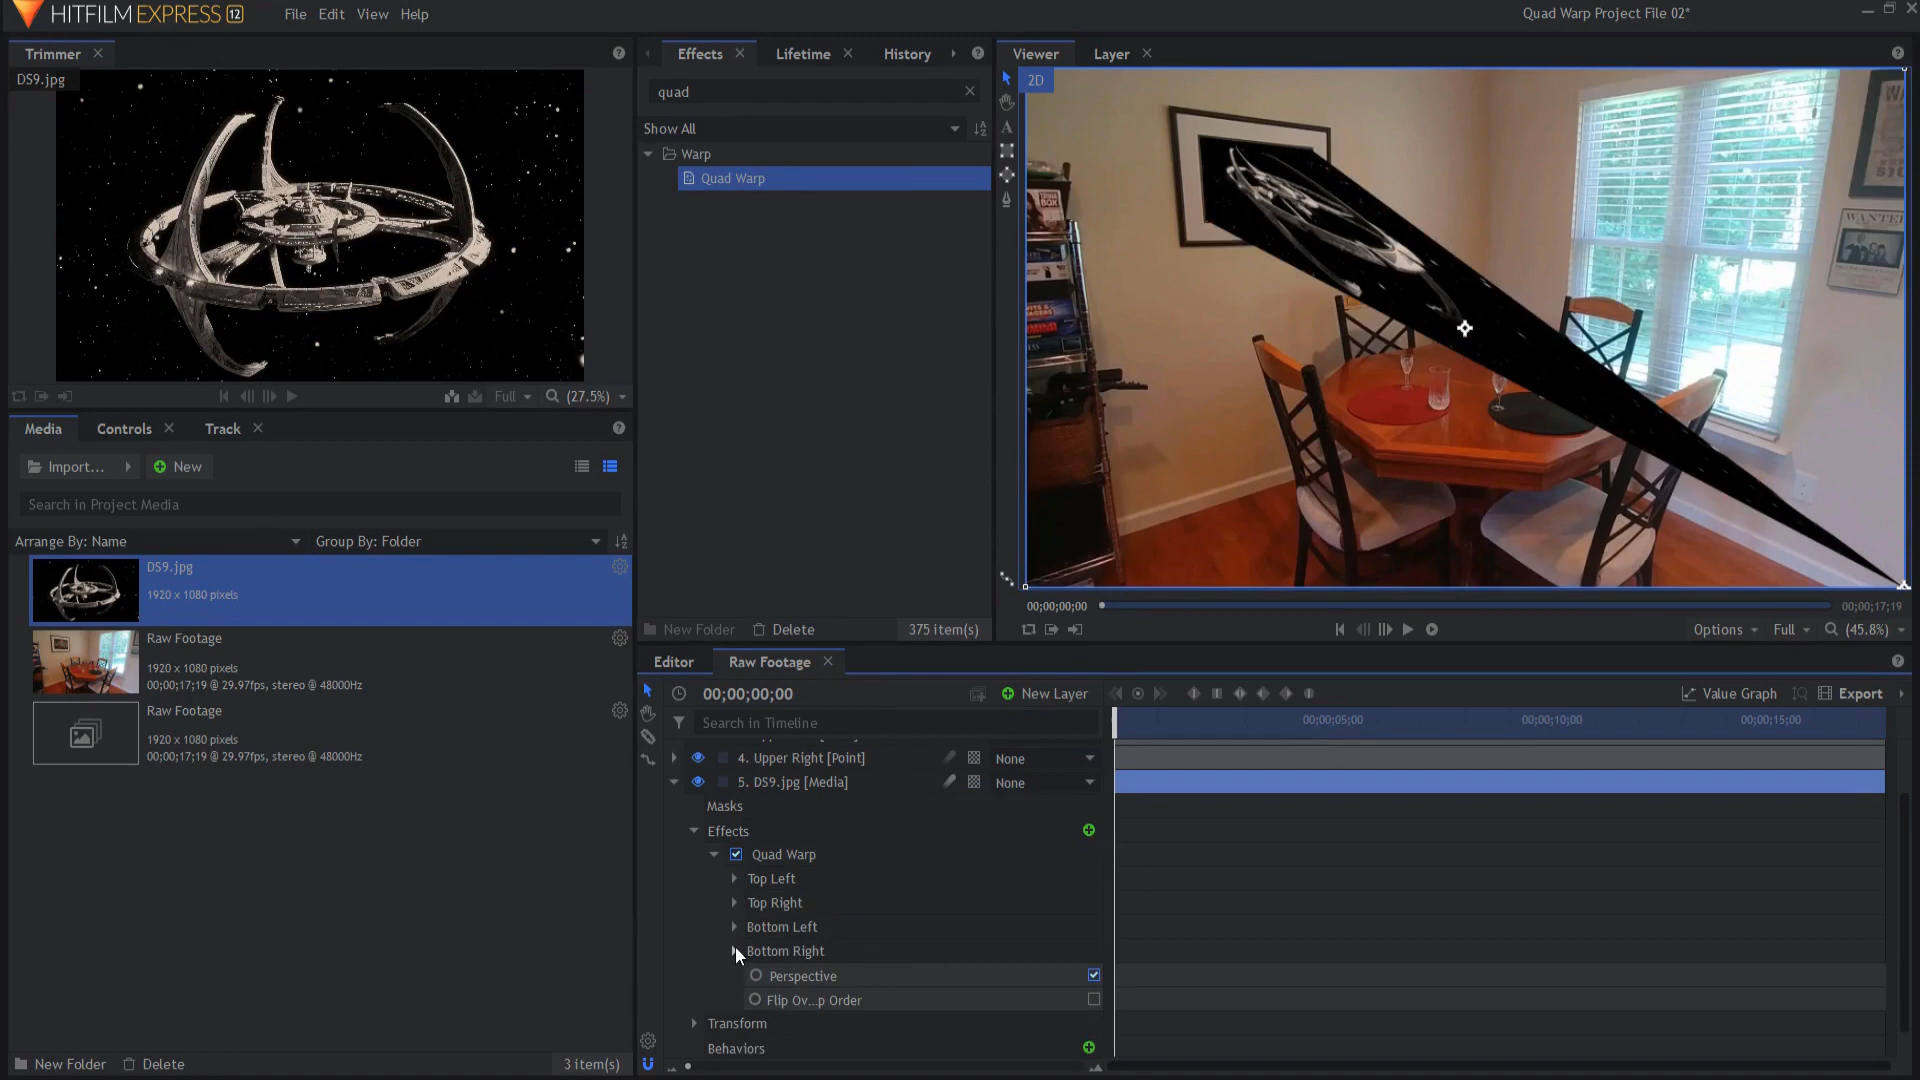 HITFILM EXPRESS 12
File Edit View Help
Quad Warp Project File 02*
Trimmer
DS9.jpg
Full (27.5%)
Media Controls Track
Import... New
Search in Project Media
Arrange By: Name Group By: Folder
DS9.jpg
1920 x 1080 pixels
Raw Footage
1920 x 1080 pixels
00;00;17;19 @ 29.97fps, stereo @ 48000Hz
Raw Footage
1920 x 1080 pixels
00;00;17;19 @ 29.97fps, stereo @ 48000Hz
New Folder Delete 3 item(s)
Effects Lifetime History
quad
Show All
Warp
Quad Warp
New Folder Delete 375 item(s)
Viewer Layer
2D
WANTED
00;00;00;00 00;00;17;19
Options Full (45.8%)
Editor Raw Footage
00;00;00;00 New Layer Value Graph Export
Search in Timeline
00;00;05;00 00;00;10;00 00;00;15;00
4. Upper Right [Point] None
5. DS9.jpg [Media] None
Masks
Effects
Quad Warp
Top Left
Top Right
Bottom Left
Bottom Right
Perspective
Flip Ov...p Order
Transform
Behaviors